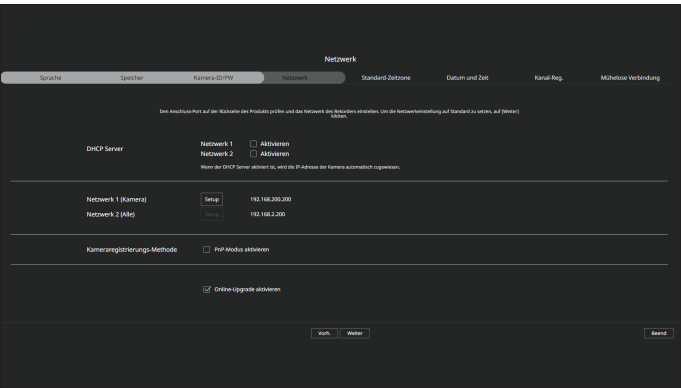 Netzwerk
Sprache Speicher Kamera-ID/PW Netzwerk Standard-Zeitzone Datum und Zeit Kanal-Reg. Mühelose Verbindung
Den Anschluss-Port auf der Rückseite des Produkts prüfen und das Netzwerk des Rekorders einstellen. Um die Netzwerkeinstellung auf Standard zu setzen, auf [Weiter]
klicken.
DHCP Server Netzwerk 1 Aktivieren
Netzwerk 2 Aktivieren
Wenn der DHCP Server aktiviert ist, wird die IP-Adresse der Kamera automatisch zugewiesen.
Netzwerk 1 (Kamera) Setup 192.168.200.200
Netzwerk 2 (Alle) Setup 192.168.2.200
Kameraregistrierungs-Methode PnP-Modus aktivieren
Online-Upgrade aktivieren
Vorh. Weiter Beend